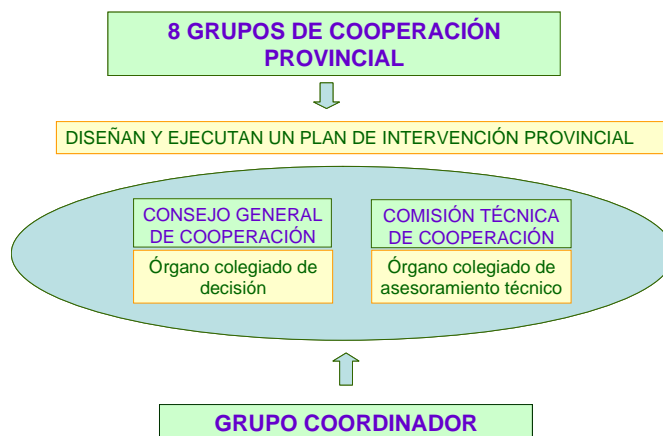 8 GRUPOS DE COOPERACIÓN
PROVINCIAL
DISEÑAN Y EJECUTAN UN PLAN DE INTERVENCIÓN PROVINCIAL
CONSEJO GENERAL
DE COOPERACIÓN
Órgano colegiado de
decisión
COMISIÓN TÉCNICA
DE COOPERACIÓN
Órgano colegiado de
asesoramiento técnico
GRUPO COORDINADOR